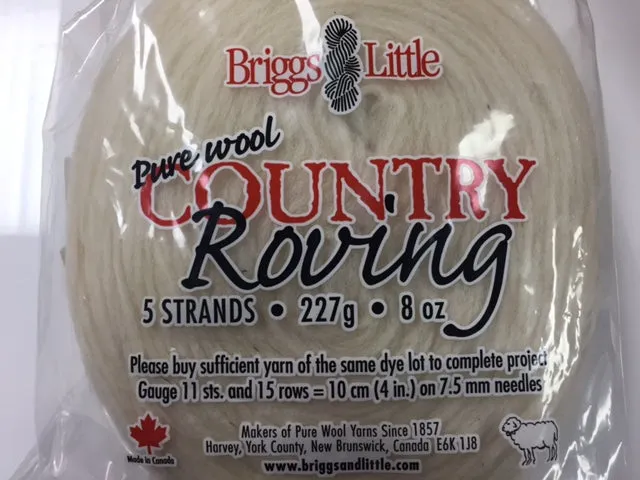 Briggs Little
Pure wool
COUNTRY
Roving
5 STRANDS • 227g • 8 oz
Please buy sufficient yarn of the same dye lot to complete project
Gauge 11 sts. and 15 rows = 10 cm (4 in.) on 7.5 mm needles
Makers of Pure Wool Yarns Since 1857
Harvey, York County, New Brunswick, Canada E6K 1J8
www.briggsandlittle.com
Made in Canada